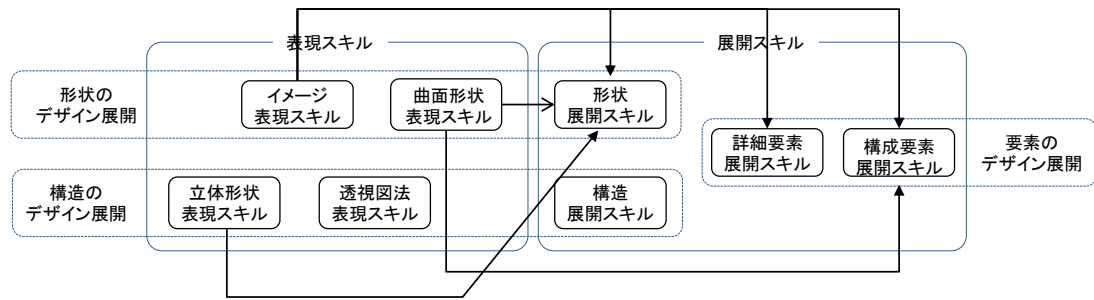 表現スキル
展開スキル
形状の
デザイン展開
イメージ
表現スキル
曲面形状
表現スキル
形状
展開スキル
詳細要素
展開スキル
構成要素
展開スキル
要素の
デザイン展開
構造の
デザイン展開
立体形状
表現スキル
透視図法
表現スキル
構造
展開スキル